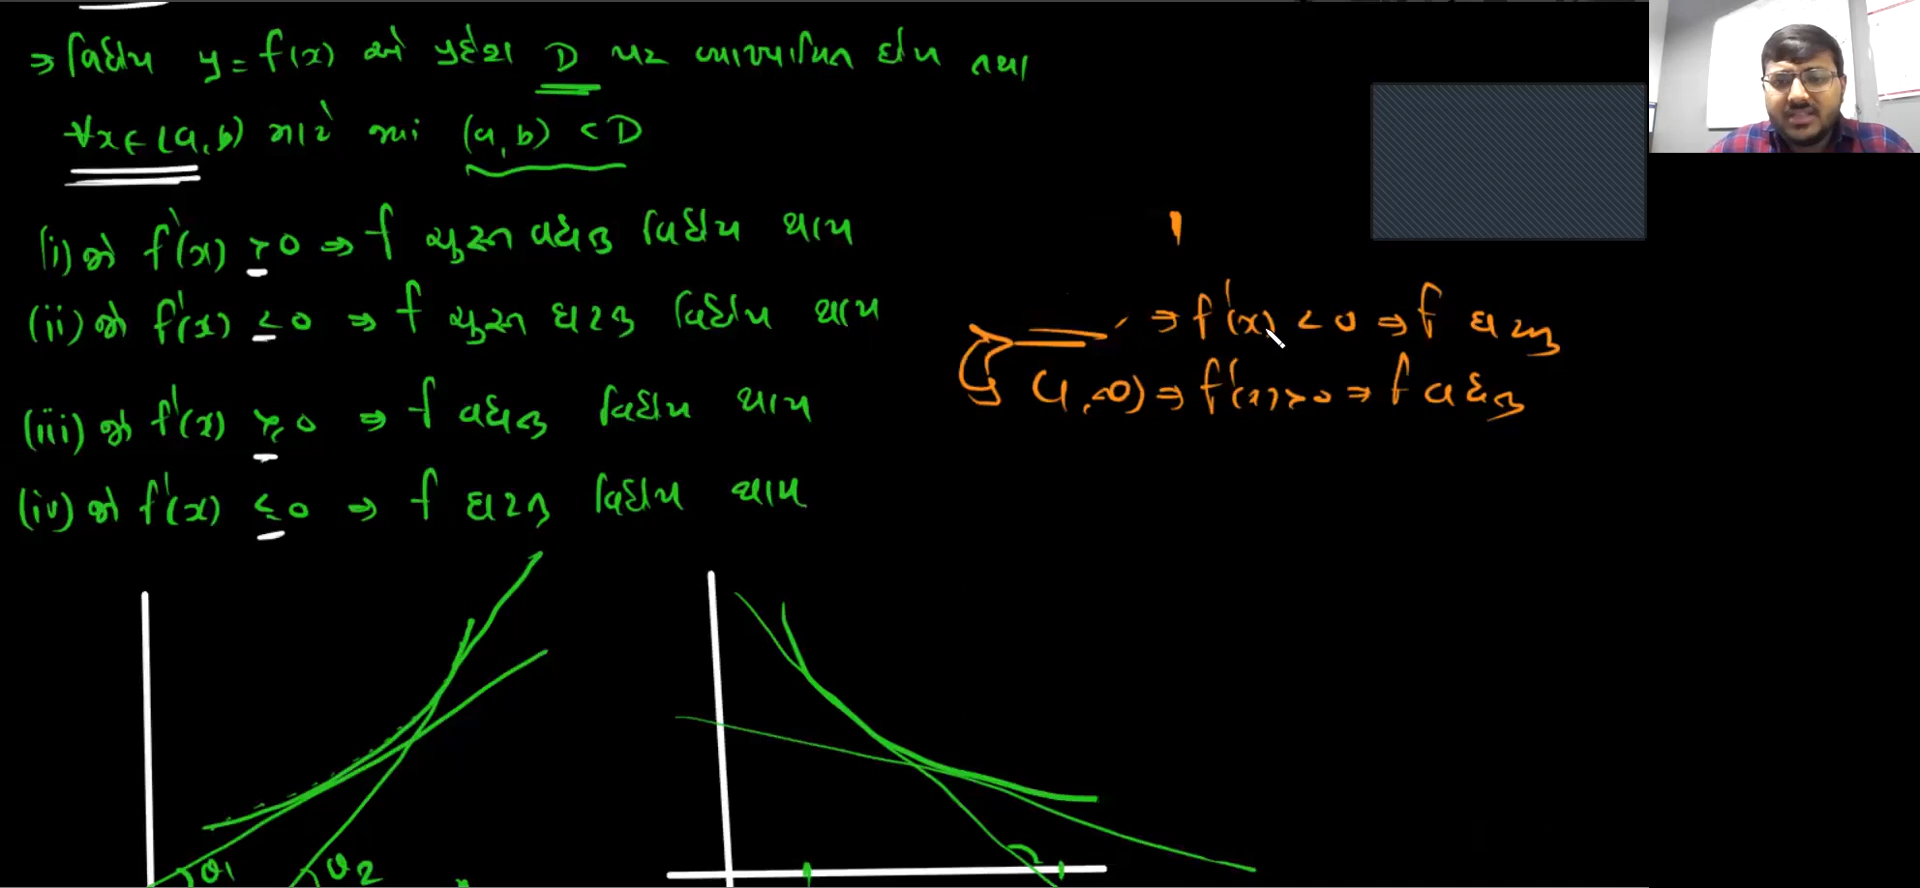 ⇒ વિધેય y = f(x) એ પ્રદેશ D પર વ્યાખ્યાયિત હોય તથા
∀x ∈ (a, b) માટે જ્યાં (a, b) ⊂ D
(i) જો f'(x) > 0 ⇒ f ચુસ્ત વધતુ વિધેય થાય
(ii) જો f'(x) < 0 ⇒ f ચુસ્ત ઘટતુ વિધેય થાય
(iii) જો f'(x) ≥ 0 ⇒ f વધતુ વિધેય થાય
(iv) જો f'(x) ≤ 0 ⇒ f ઘટતુ વિધેય થાય
⇒ f'(x) < 0 ⇒ f ઘટતુ
⇒ f'(x) > 0 ⇒ f વધતુ
θ1 θ2